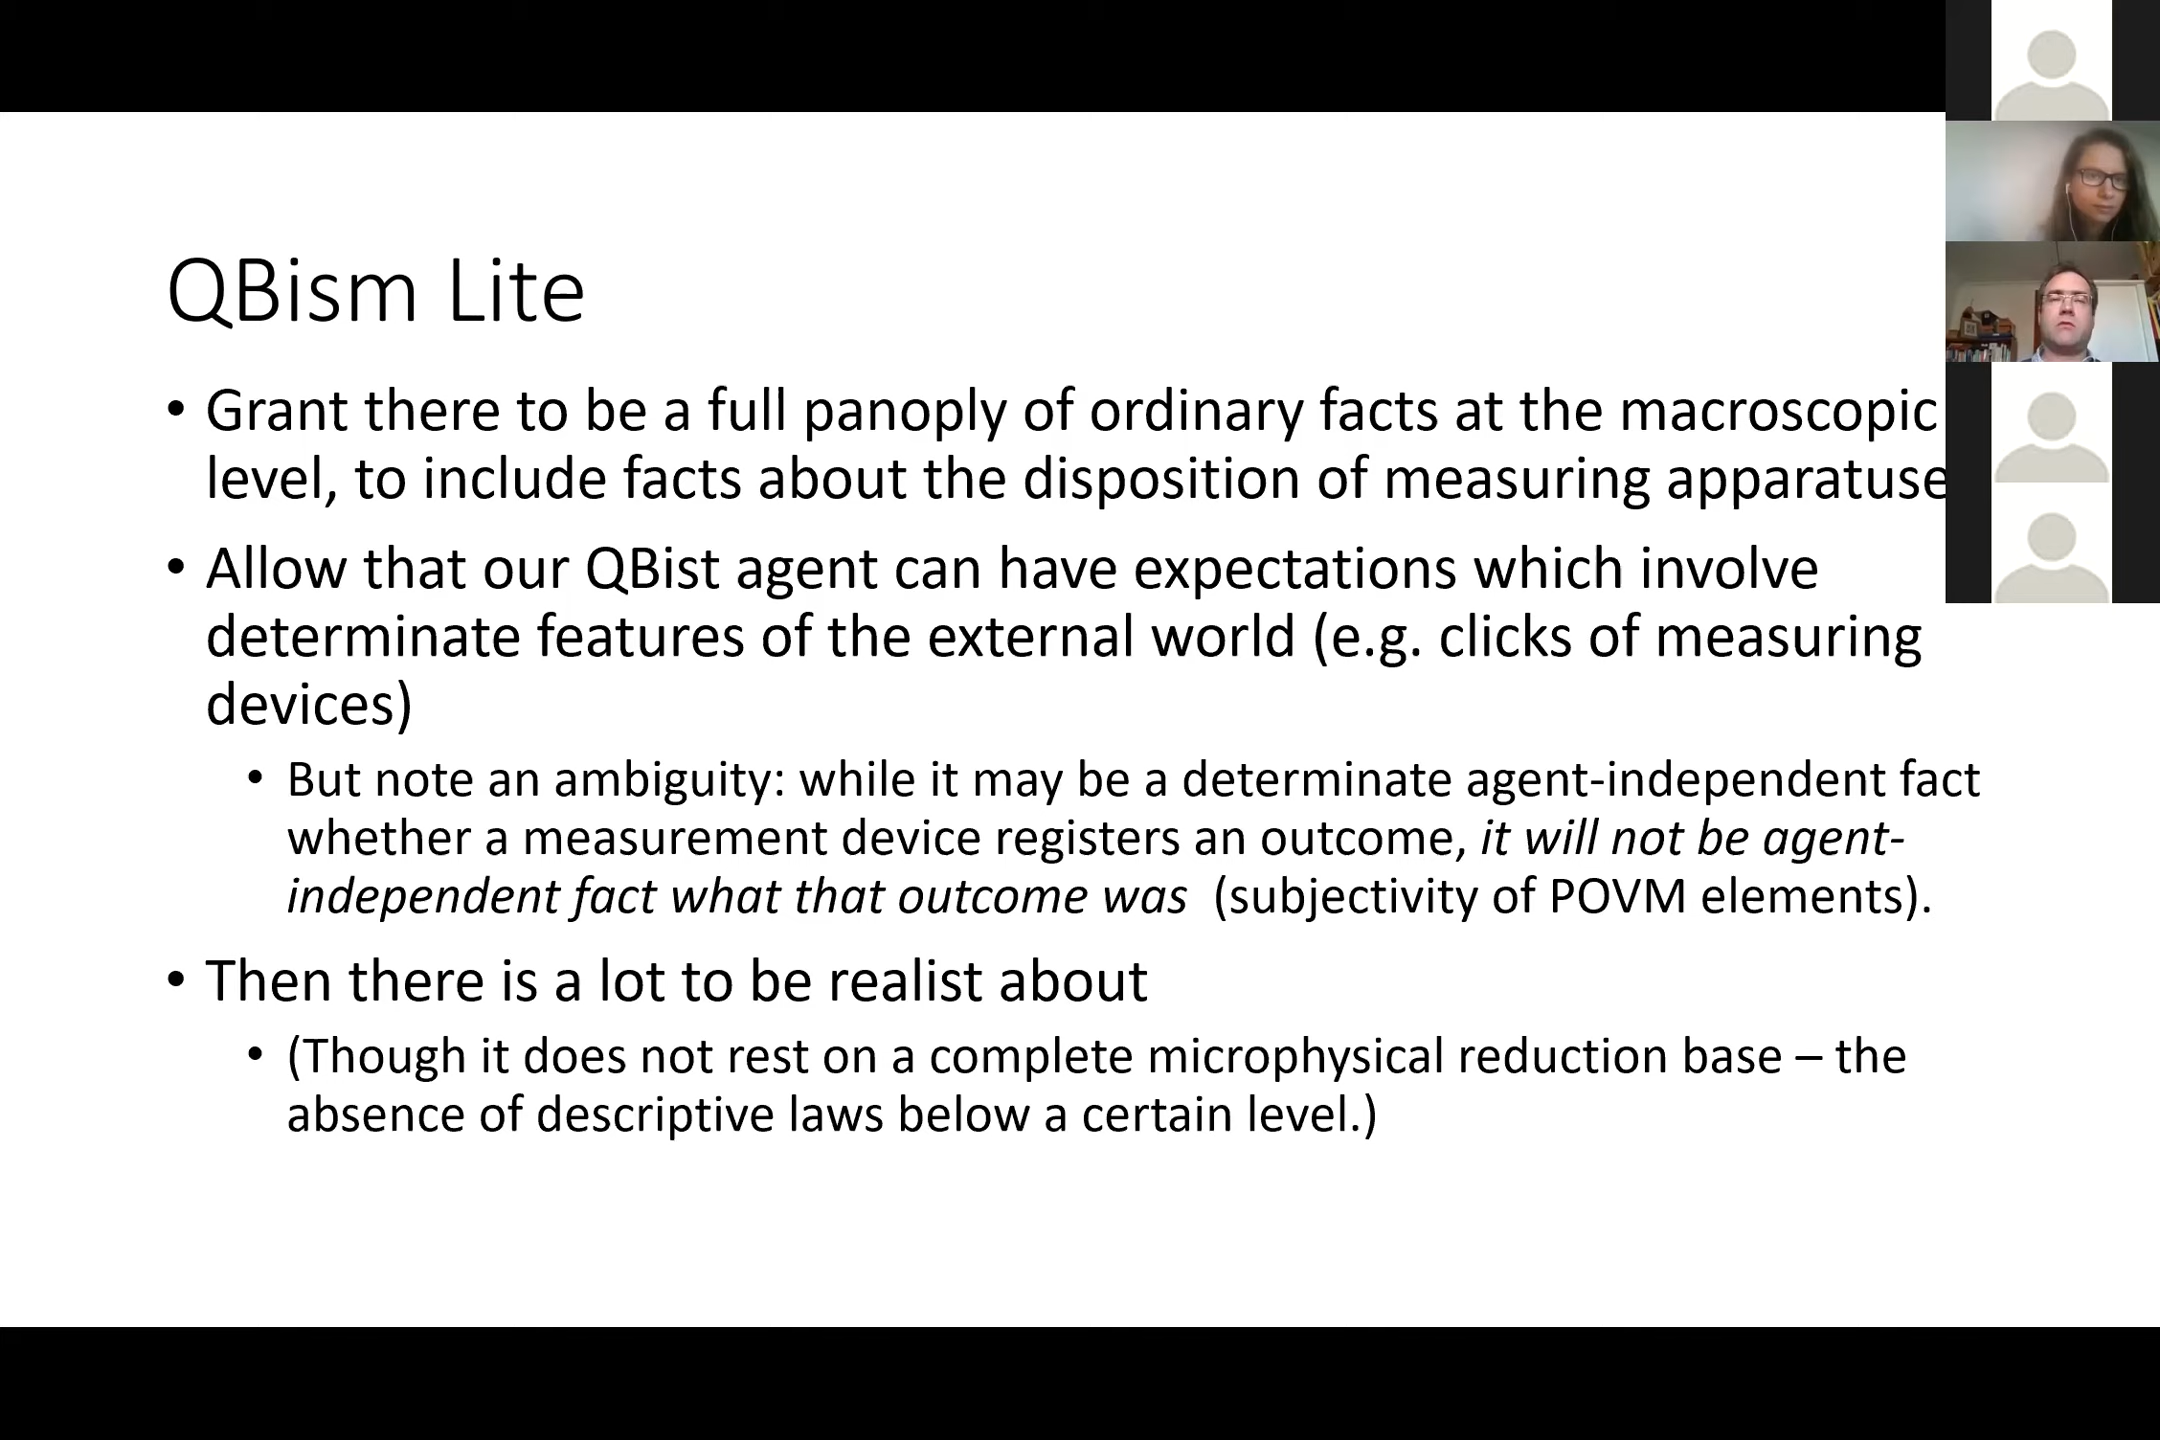 QBism Lite
• Grant there to be a full panoply of ordinary facts at the macroscopic
level, to include facts about the disposition of measuring apparatuse
• Allow that our QBist agent can have expectations which involve
determinate features of the external world (e.g. clicks of measuring
devices)
• But note an ambiguity: while it may be a determinate agent-independent fact
whether a measurement device registers an outcome, it will not be agent-
independent fact what that outcome was (subjectivity of POVM elements).
• Then there is a lot to be realist about
• (Though it does not rest on a complete microphysical reduction base – the
absence of descriptive laws below a certain level.)